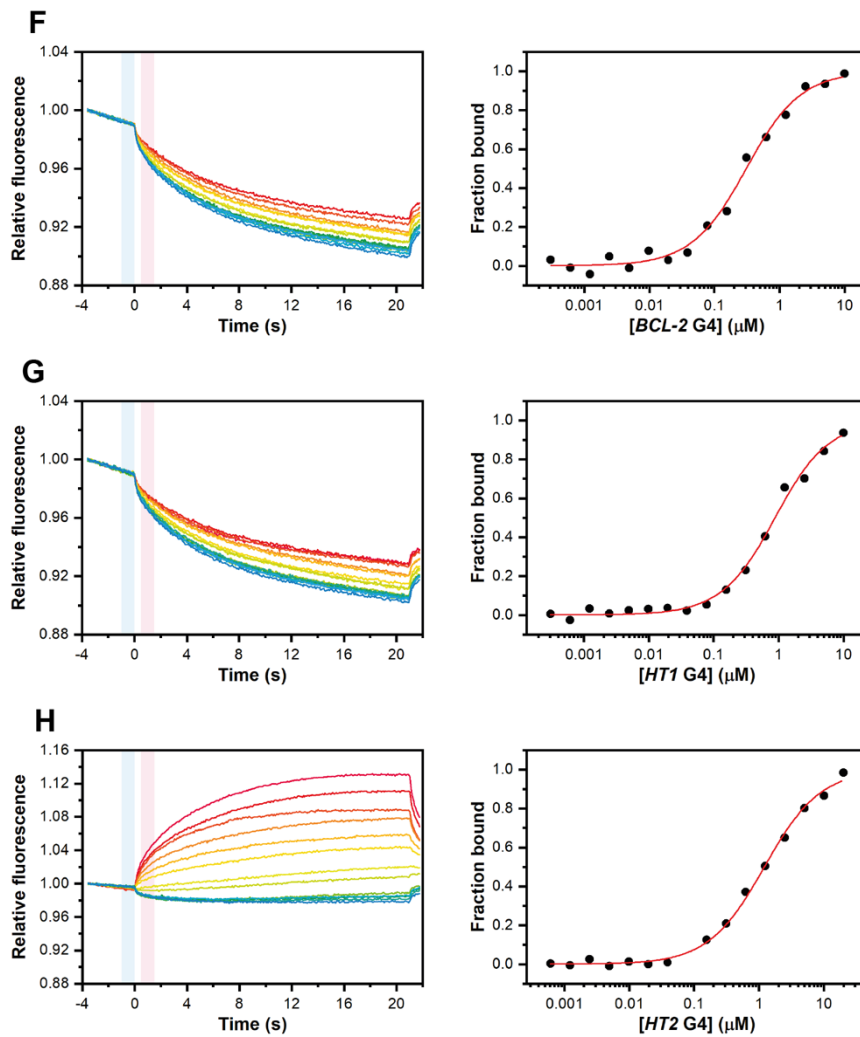 F
Relative fluorescence
1.04
1.00
0.96
0.92
0.88
-4 0 4 8 12 16 20
Time (s)
Fraction bound
1.0
0.8
0.6
0.4
0.2
0.0
0.001 0.01 0.1 1 10
[BCL-2 G4] (μM)
G
Relative fluorescence
1.04
1.00
0.96
0.92
0.88
-4 0 4 8 12 16 20
Time (s)
Fraction bound
1.0
0.8
0.6
0.4
0.2
0.0
0.001 0.01 0.1 1 10
[HT1 G4] (μM)
H
Relative fluorescence
1.16
1.12
1.08
1.04
1.00
0.96
0.92
0.88
-4 0 4 8 12 16 20
Time (s)
Fraction bound
1.0
0.8
0.6
0.4
0.2
0.0
0.001 0.01 0.1 1 10
[HT2 G4] (μM)